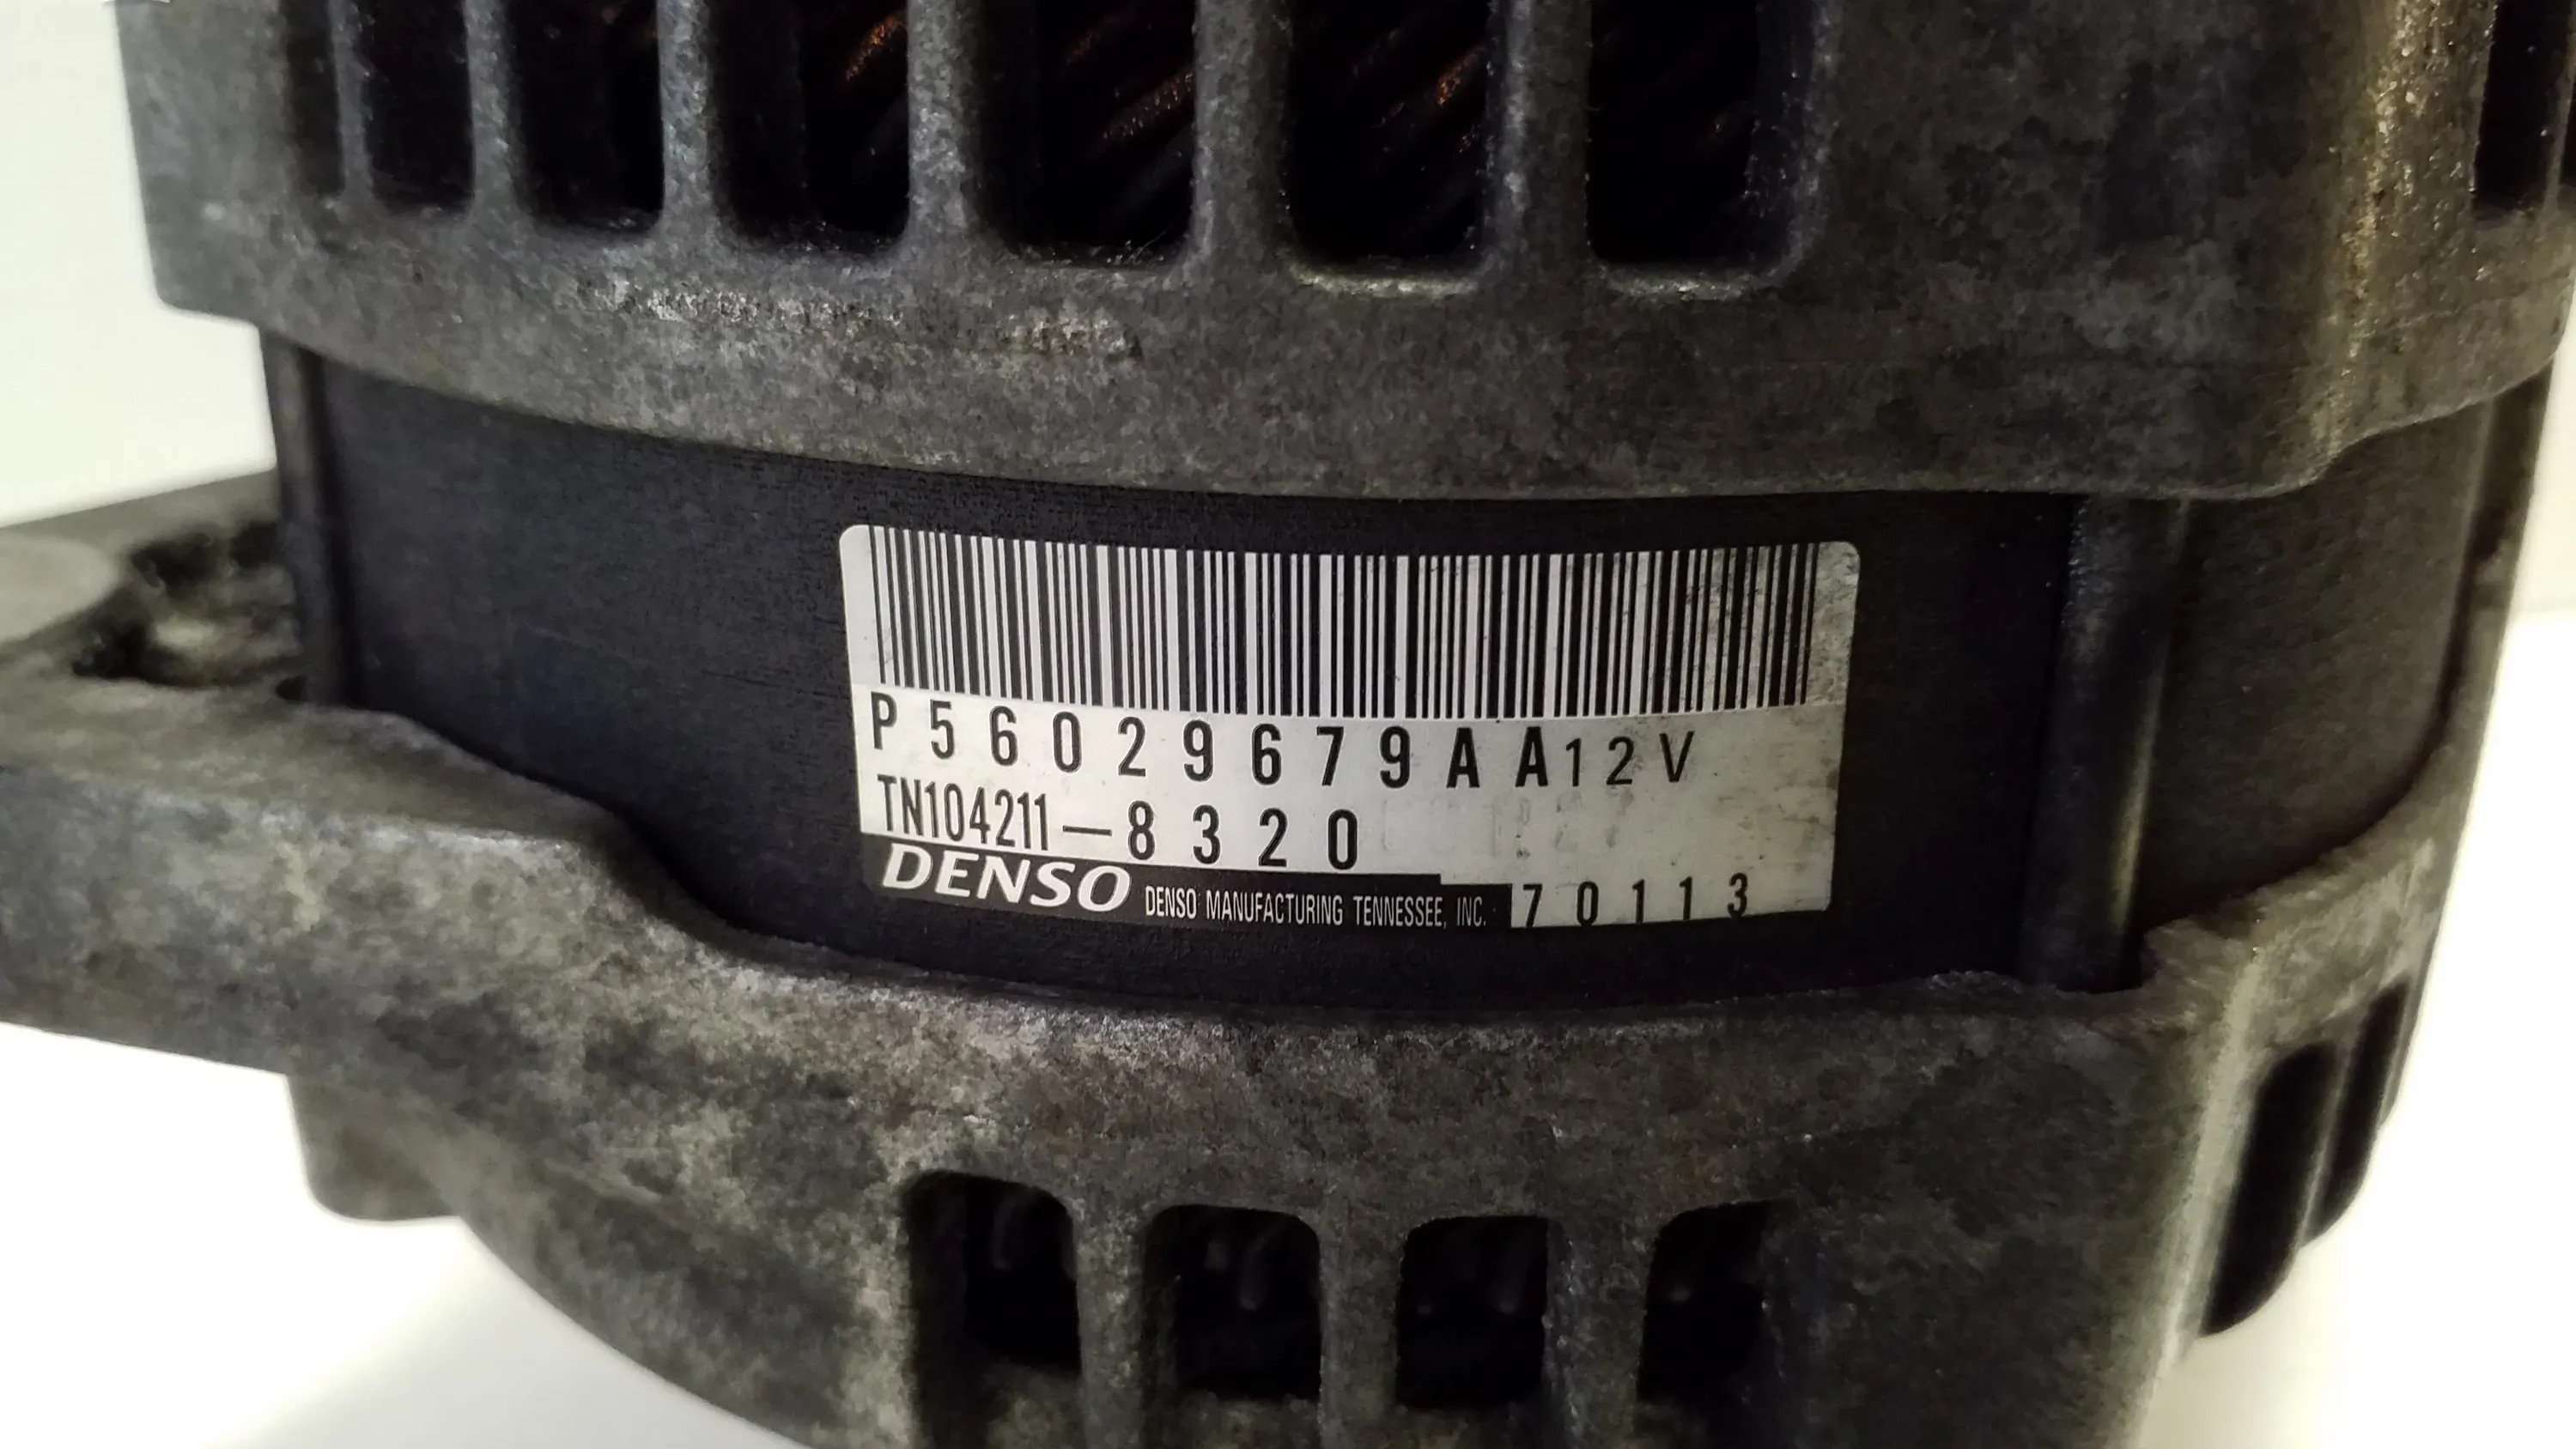 P56029679AA12V
TN104211-8320
DENSO DENSO MANUFACTURING TENNESSEE, INC. 70113